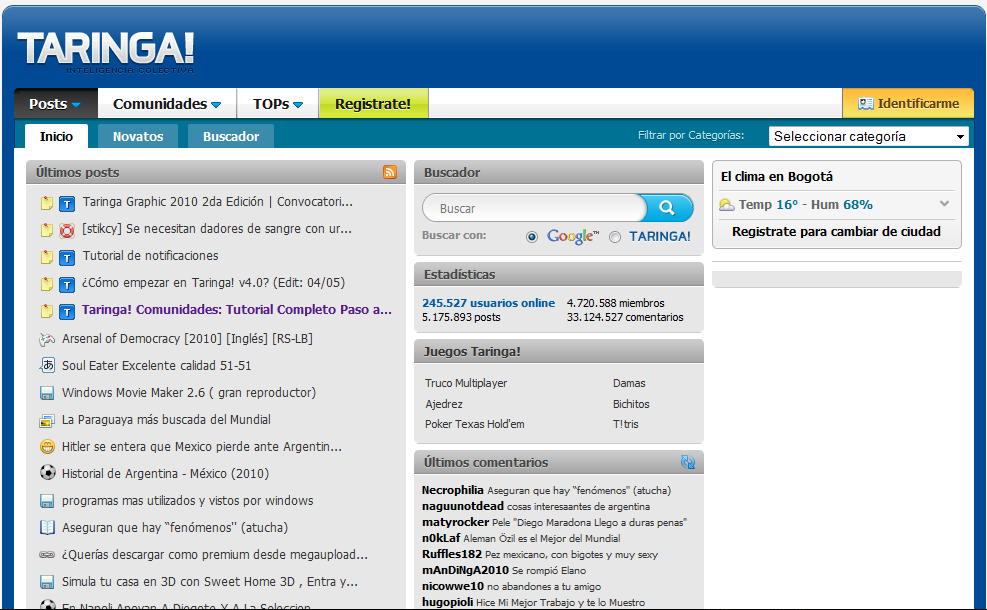 TARINGA!
INTELIGENCIA COLECTIVA
Posts Comunidades TOPs Registrate! Identificarme
Inicio Novatos Buscador Filtrar por Categorías: Seleccionar categoría
Últimos posts
Taringa Graphic 2010 2da Edición | Convocatori...
[stikcy] Se necesitan dadores de sangre con ur...
Tutorial de notificaciones
¿Cómo empezar en Taringa! v4.0? (Edit: 04/05)
Taringa! Comunidades: Tutorial Completo Paso a...
Arsenal of Democracy [2010] [Inglés] [RS-LB]
Soul Eater Excelente calidad 51-51
Windows Movie Maker 2.6 ( gran reproductor)
La Paraguaya más buscada del Mundial
Hitler se entera que Mexico pierde ante Argentin...
Historial de Argentina - México (2010)
programas mas utilizados y vistos por windows
Aseguran que hay "fenómenos" (atucha)
¿Querías descargar como premium desde megaupload...
Simula tu casa en 3D con Sweet Home 3D , Entra y...
En Napoli Apoyan A Diegote Y A La Seleccion
Buscador
Buscar
Buscar con: Google™ TARINGA!
Estadísticas
245.527 usuarios online 4.720.588 miembros
5.175.893 posts 33.124.527 comentarios
Juegos Taringa!
Truco Multiplayer Damas
Ajedrez Bichitos
Poker Texas Hold'em T!tris
Últimos comentarios
Necrophilia Aseguran que hay "fenómenos" (atucha)
naguunotdead cosas interesaantes de argentina
matyrocker Pele "Diego Maradona Llego a duras penas"
n0kLaf Aleman Özil es el Mejor del Mundial
Ruffles182 Pez mexicano, con bigotes y muy sexy
mAnDiNgA2010 Se rompió Elano
nicowwe10 no abandones a tu amigo
hugopioli Hice Mi Mejor Trabajo y te lo Muestro
El clima en Bogotá
Temp 16° - Hum 68%
Registrate para cambiar de ciudad